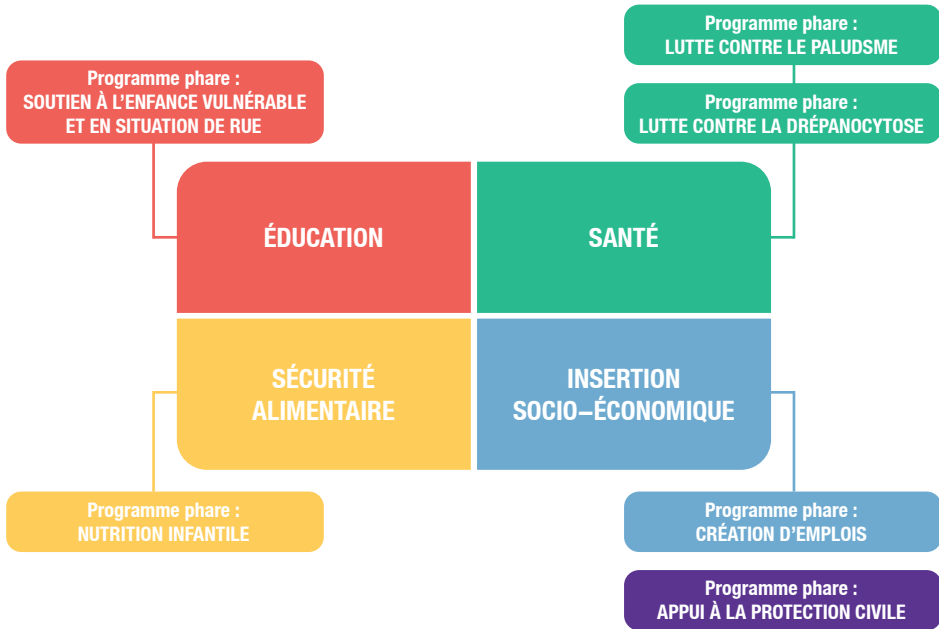 Programme phare :
LUTTE CONTRE LE PALUDSME
Programme phare :
SOUTIEN À L'ENFANCE VULNÉRABLE
ET EN SITUATION DE RUE
Programme phare :
LUTTE CONTRE LA DRÉPANOCYTOSE
ÉDUCATION
SANTÉ
SÉCURITÉ
ALIMENTAIRE
INSERTION
SOCIO–ÉCONOMIQUE
Programme phare :
NUTRITION INFANTILE
Programme phare :
CRÉATION D'EMPLOIS
Programme phare :
APPUI À LA PROTECTION CIVILE